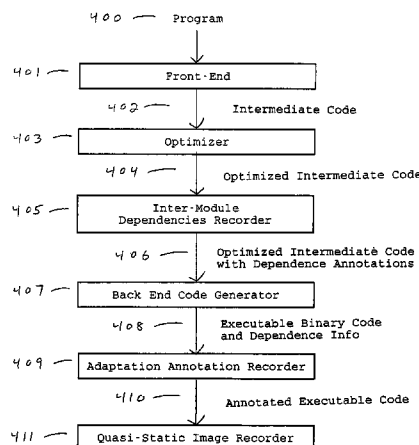 400 Program
401 Front-End
402 Intermediate Code
403 Optimizer
404 Optimized Intermediate Code
405 Inter-Module
Dependencies Recorder
406 Optimized Intermediate Code
with Dependence Annotations
407 Back End Code Generator
408 Executable Binary Code
and Dependence Info
409 Adaptation Annotation Recorder
410 Annotated Executable Code
411 Quasi-Static Image Recorder